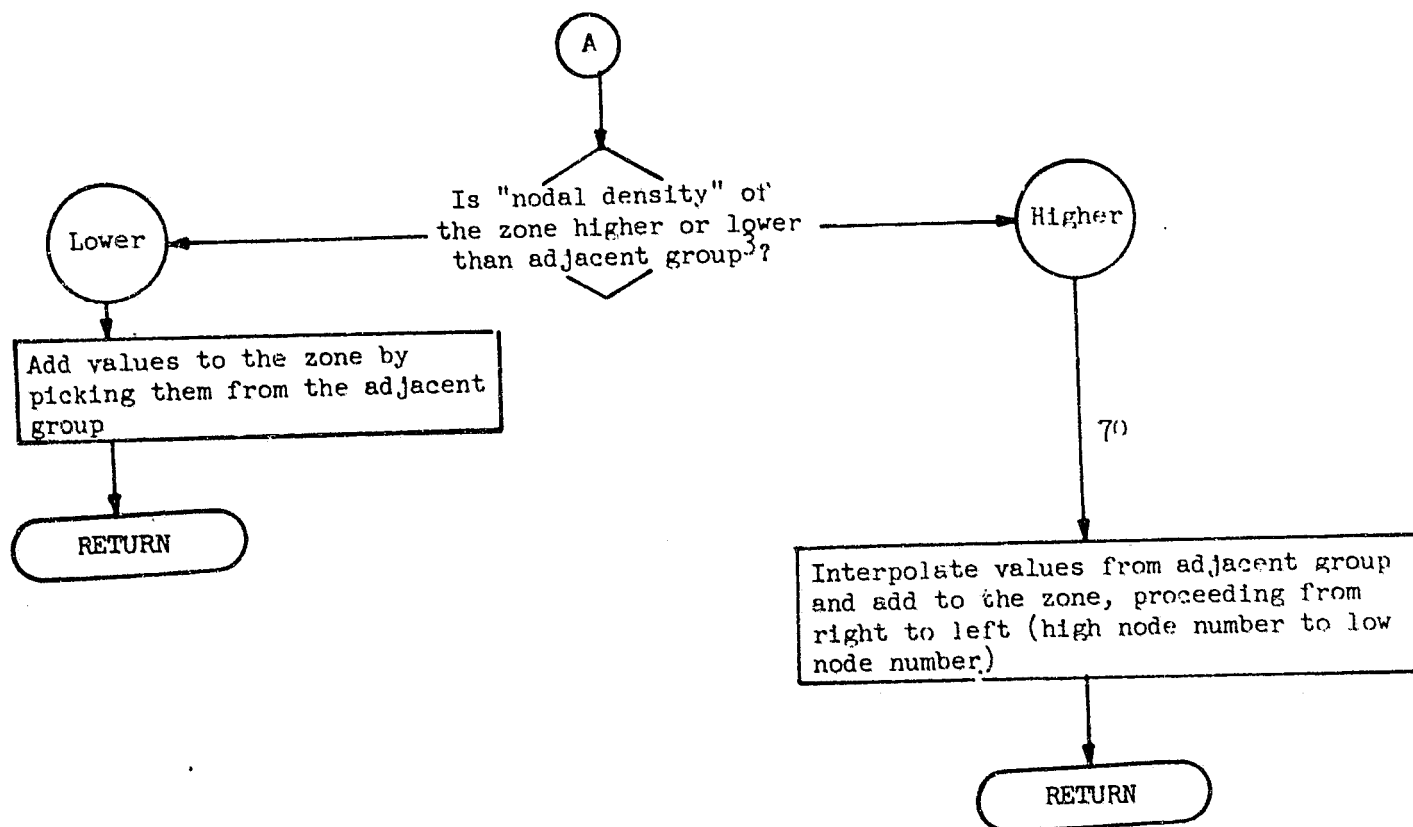 A
Is "nodal density" of
the zone higher or lower
than adjacent group³?
Lower
Higher
Add values to the zone by
picking them from the adjacent
group
RETURN
70
Interpolate values from adjacent group
and add to the zone, proceeding from
right to left (high node number to low
node number)
RETURN